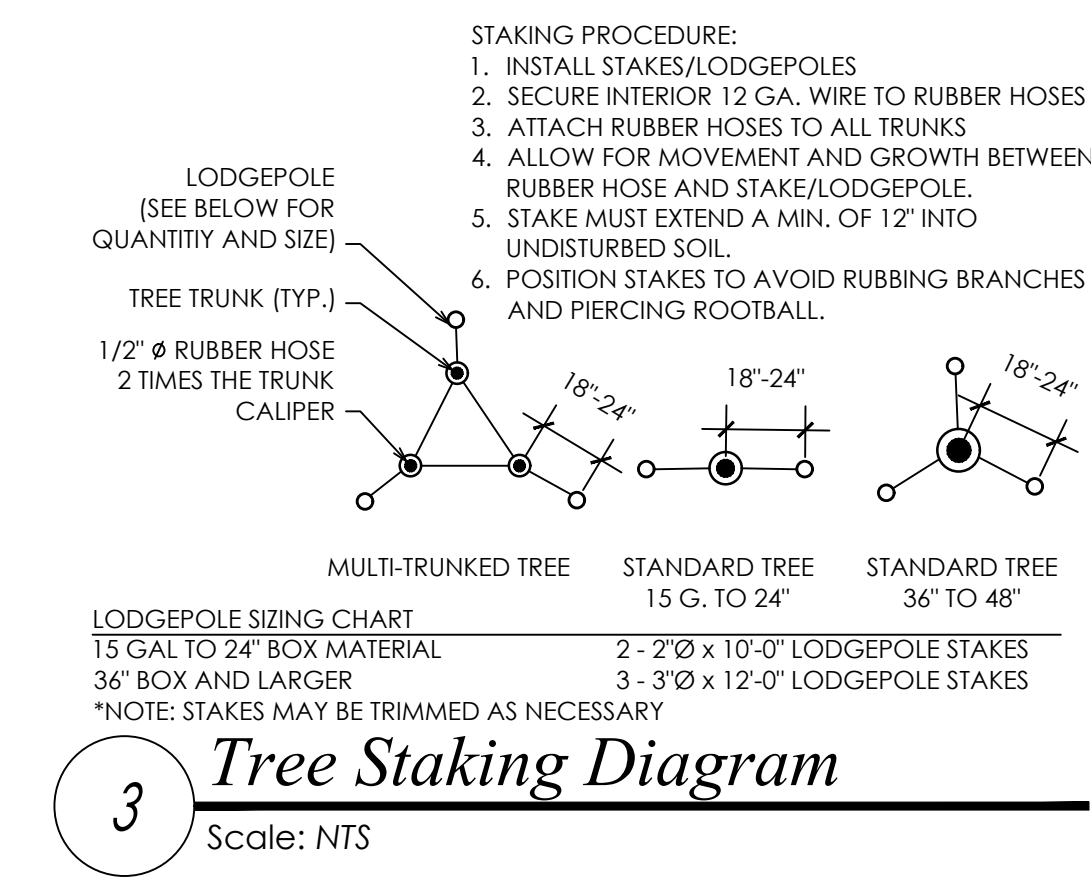 STAKING PROCEDURE:
1. INSTALL STAKES/LODGEPOLES
2. SECURE INTERIOR 12 GA. WIRE TO RUBBER HOSES
3. ATTACH RUBBER HOSES TO ALL TRUNKS
4. ALLOW FOR MOVEMENT AND GROWTH BETWEEN
RUBBER HOSE AND STAKE/LODGEPOLE.
5. STAKE MUST EXTEND A MIN. OF 12" INTO
UNDISTURBED SOIL.
6. POSITION STAKES TO AVOID RUBBING BRANCHES
AND PIERCING ROOTBALL.
LODGEPOLE
(SEE BELOW FOR
QUANTITIY AND SIZE)
TREE TRUNK (TYP.)
1/2" Ø RUBBER HOSE
2 TIMES THE TRUNK
CALIPER
18"-24"
18"-24"
18"-24"
MULTI-TRUNKED TREE
STANDARD TREE
15 G. TO 24"
STANDARD TREE
36" TO 48"
LODGEPOLE SIZING CHART
15 GAL TO 24" BOX MATERIAL 2 - 2"Ø x 10'-0" LODGEPOLE STAKES
36" BOX AND LARGER 3 - 3"Ø x 12'-0" LODGEPOLE STAKES
*NOTE: STAKES MAY BE TRIMMED AS NECESSARY
3 Tree Staking Diagram
Scale: NTS